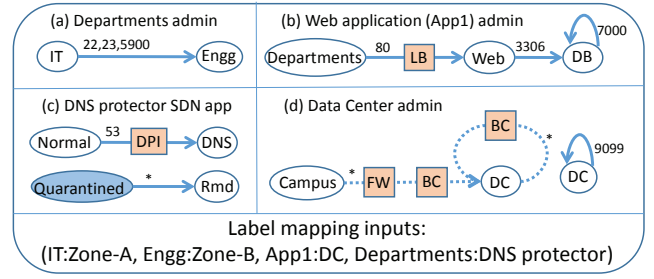 (a) Departments admin
22,23,5900
IT Engg
(b) Web application (App1) admin
7000
80 3306
Departments LB Web DB
(c) DNS protector SDN app
53
Normal DPI DNS
*
Quarantined Rmd
(d) Data Center admin
BC
* 9099
* 
Campus FW BC DC DC
Label mapping inputs:
(IT:Zone-A, Engg:Zone-B, App1:DC, Departments:DNS protector)